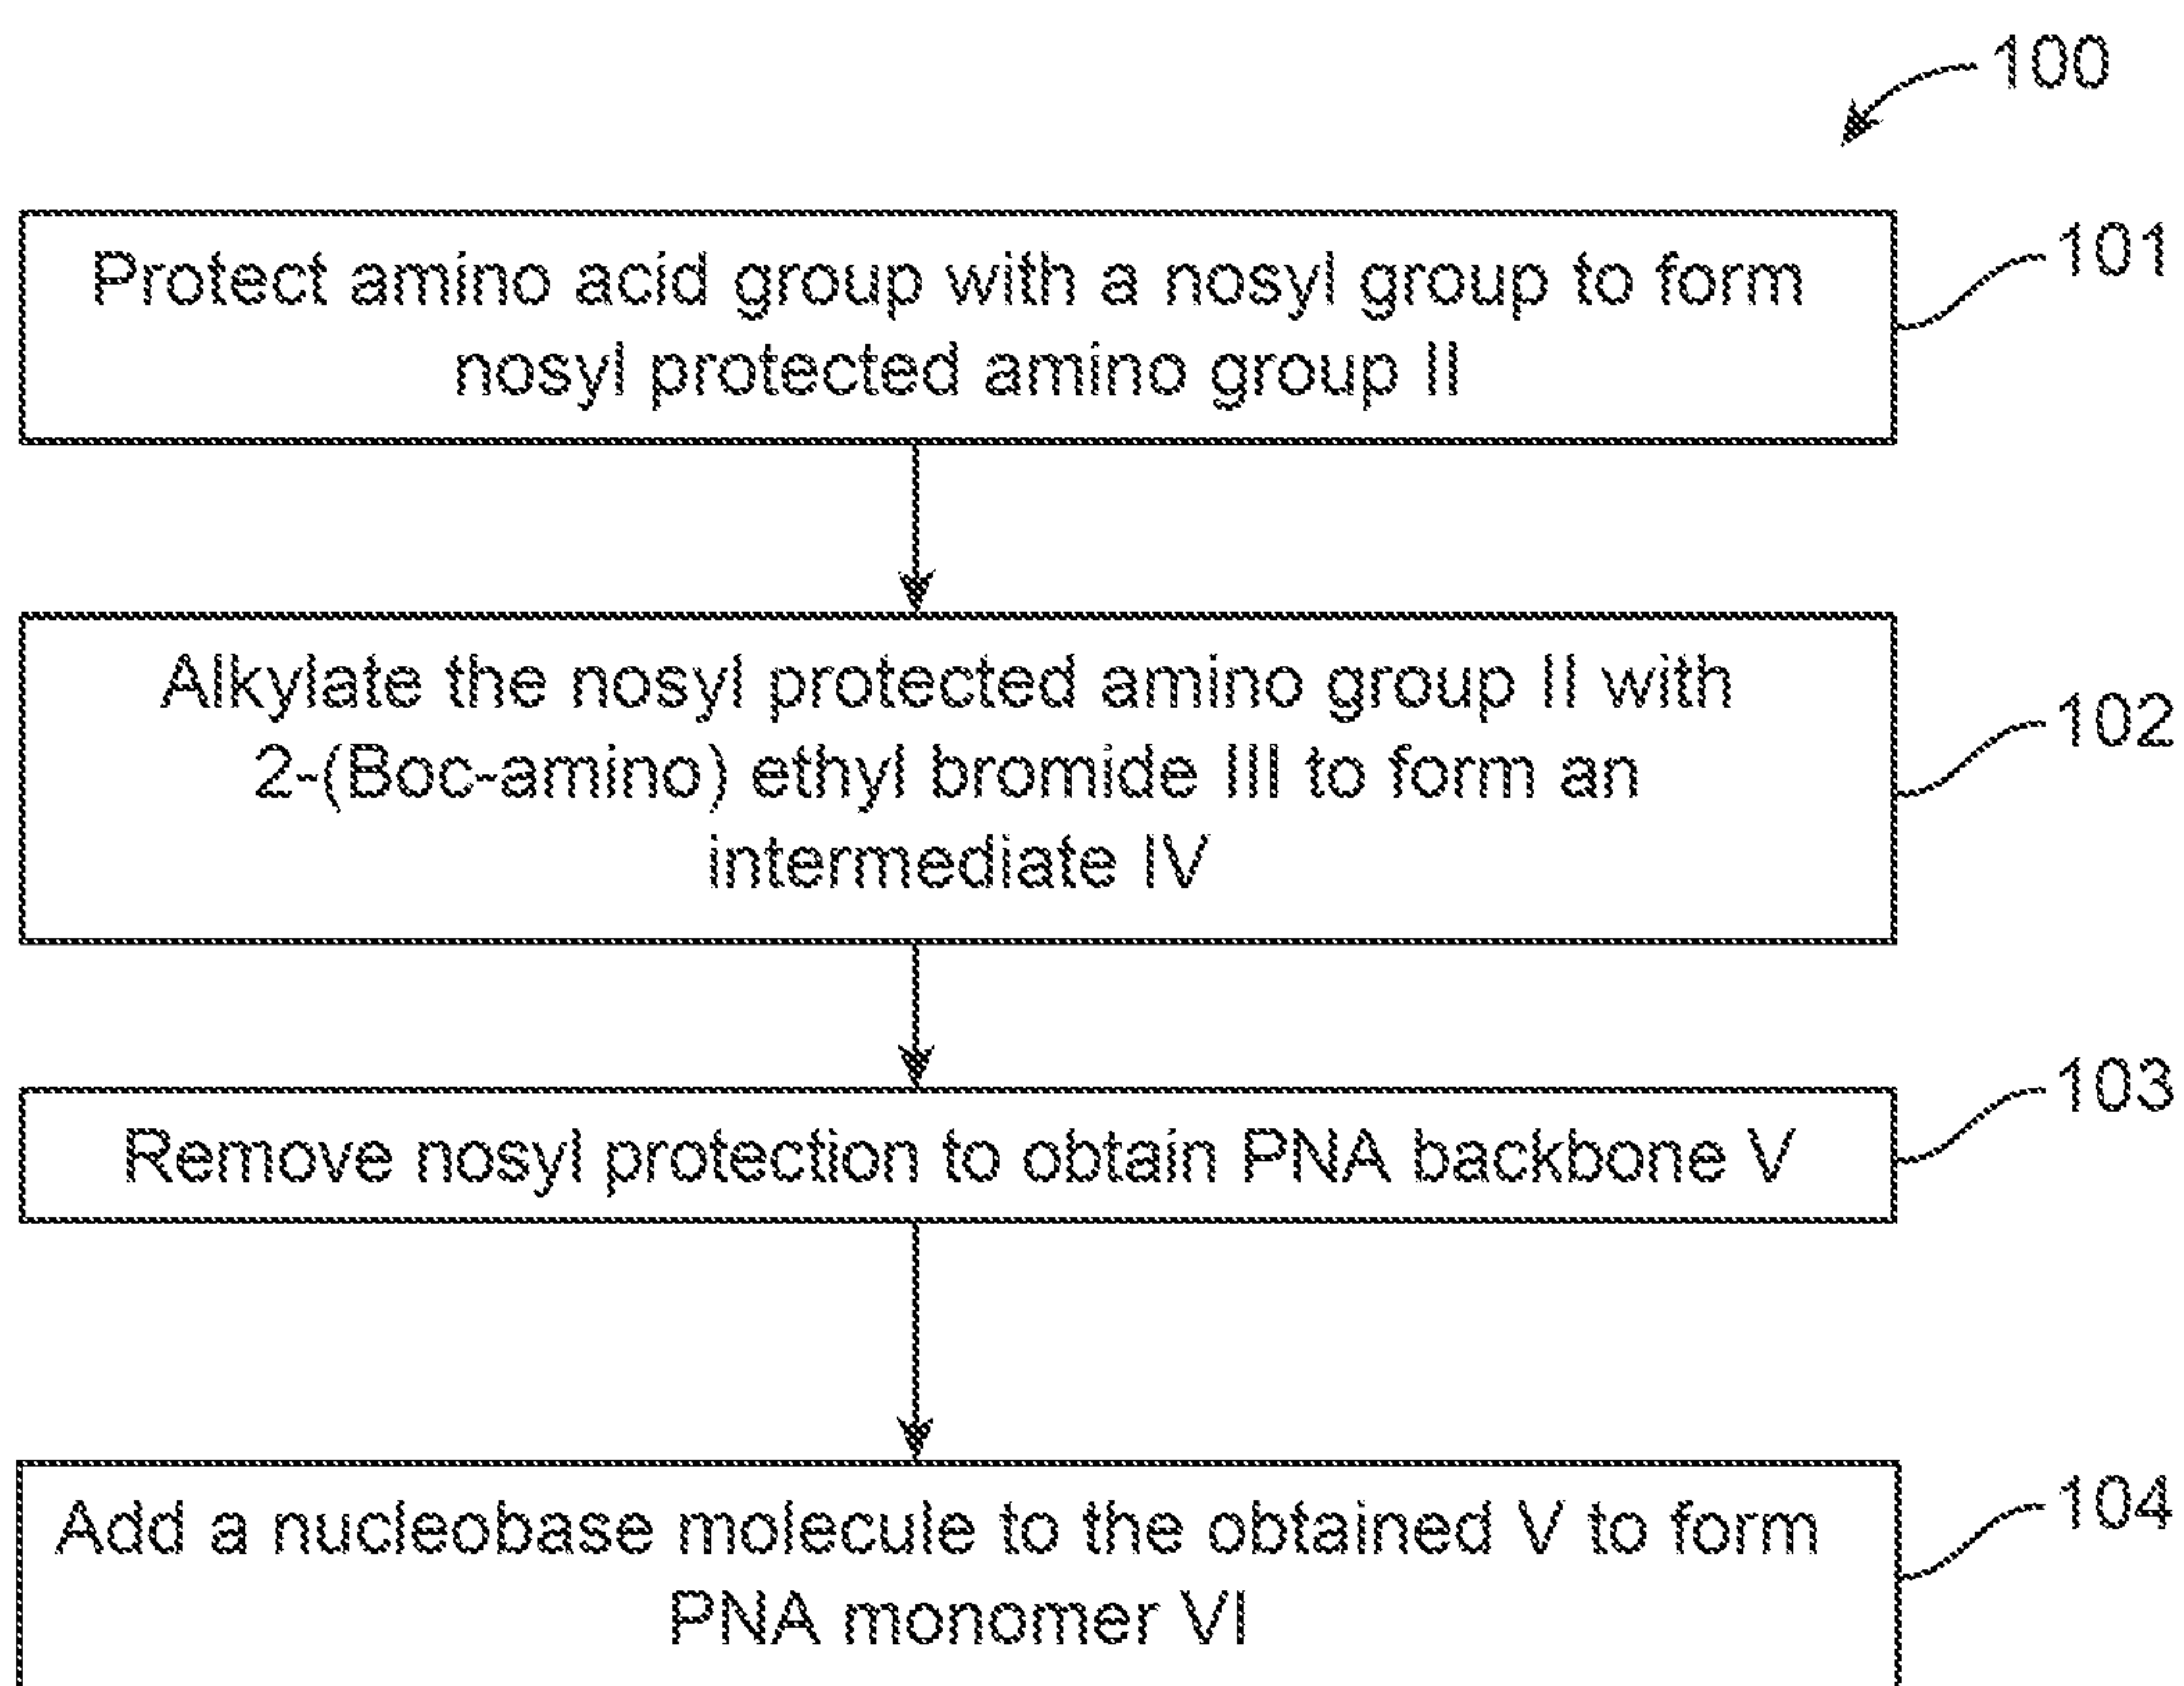 100
Protect amino acid group with a nosyl group to form
nosyl protected amino group II
101
Alkylate the nosyl protected amino group II with
2-(Boc-amino) ethyl bromide III to form an
intermediate IV
102
Remove nosyl protection to obtain PNA backbone V
103
Add a nucleobase molecule to the obtained V to form
PNA monomer VI
104